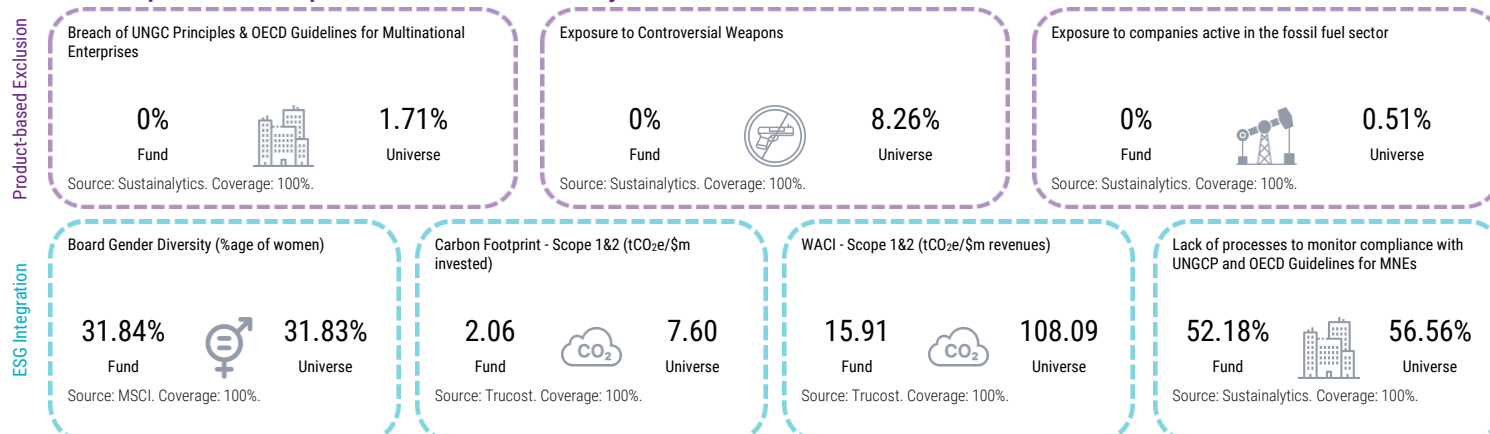 Product-based Exclusion
Breach of UNGC Principles & OECD Guidelines for Multinational
Enterprises
0%
Fund
1.71%
Universe
Source: Sustainalytics. Coverage: 100%.
Exposure to Controversial Weapons
0%
Fund
8.26%
Universe
Source: Sustainalytics. Coverage: 100%.
Exposure to companies active in the fossil fuel sector
0%
Fund
0.51%
Universe
Source: Sustainalytics. Coverage: 100%.
ESG Integration
Board Gender Diversity (%age of women)
31.84%
Fund
31.83%
Universe
Source: MSCI. Coverage: 100%.
Carbon Footprint - Scope 1&2 (tCO₂e/$m
invested)
2.06
Fund
CO₂
7.60
Universe
Source: Trucost. Coverage: 100%.
WACI - Scope 1&2 (tCO₂e/$m revenues)
15.91
Fund
CO₂
108.09
Universe
Source: Trucost. Coverage: 100%.
Lack of processes to monitor compliance with
UNGCP and OECD Guidelines for MNEs
52.18%
Fund
56.56%
Universe
Source: Sustainalytics. Coverage: 100%.